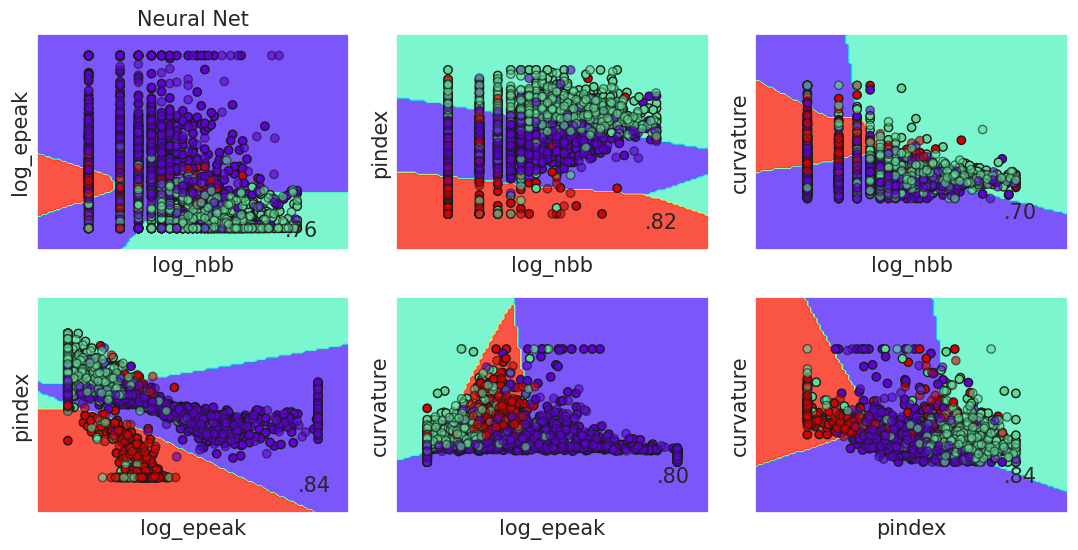 Neural Net
log_epeak
.76
log_nbb
pindex
.82
log_nbb
curvature
.70
log_nbb
pindex
.84
log_epeak
curvature
.80
log_epeak
curvature
.84
pindex